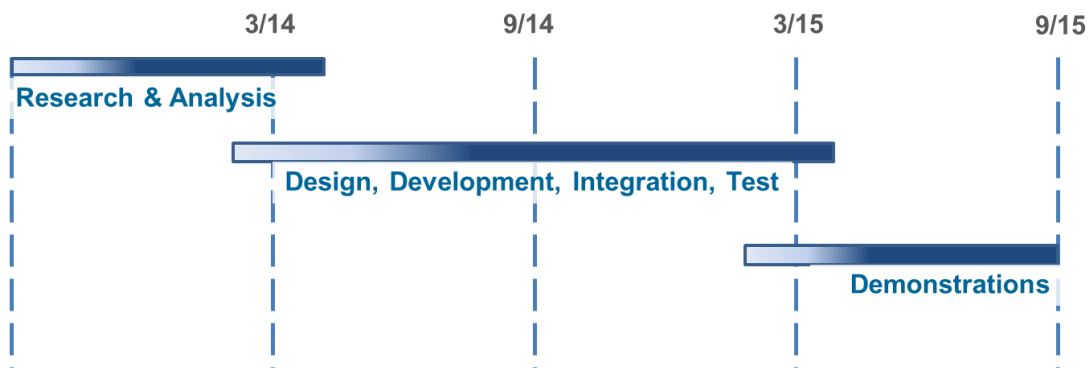 3/14 9/14 3/15 9/15
Research & Analysis
Design, Development, Integration, Test
Demonstrations